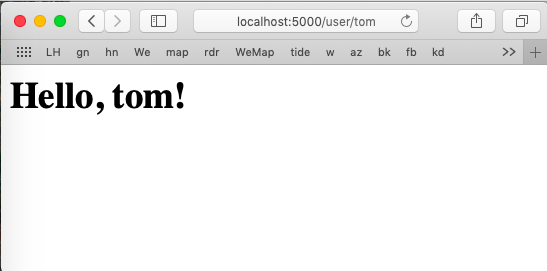 localhost:5000/user/tom
LH gn hn We map rdr WeMap tide w az bk fb kd >> +
Hello, tom!